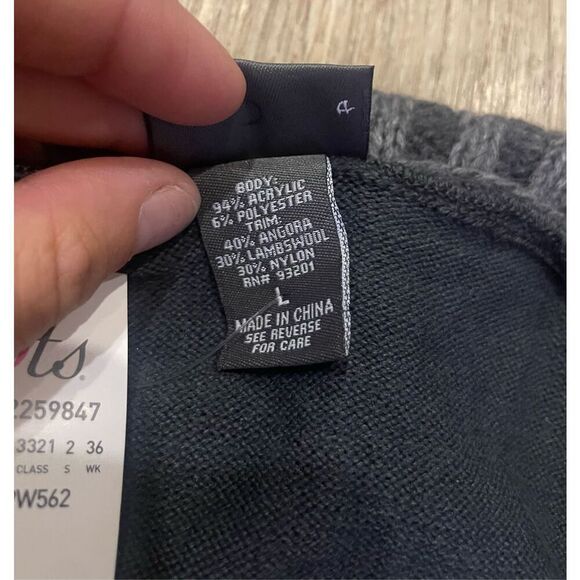 BODY:
94% ACRYLIC
6% POLYESTER
TRIM:
40% ANGORA
30% LAMBSWOOL
30% NYLON
RN# 93201
L
MADE IN CHINA
SEE REVERSE
FOR CARE
ts
2259847
3321 2 36
CLASS S WK
W562